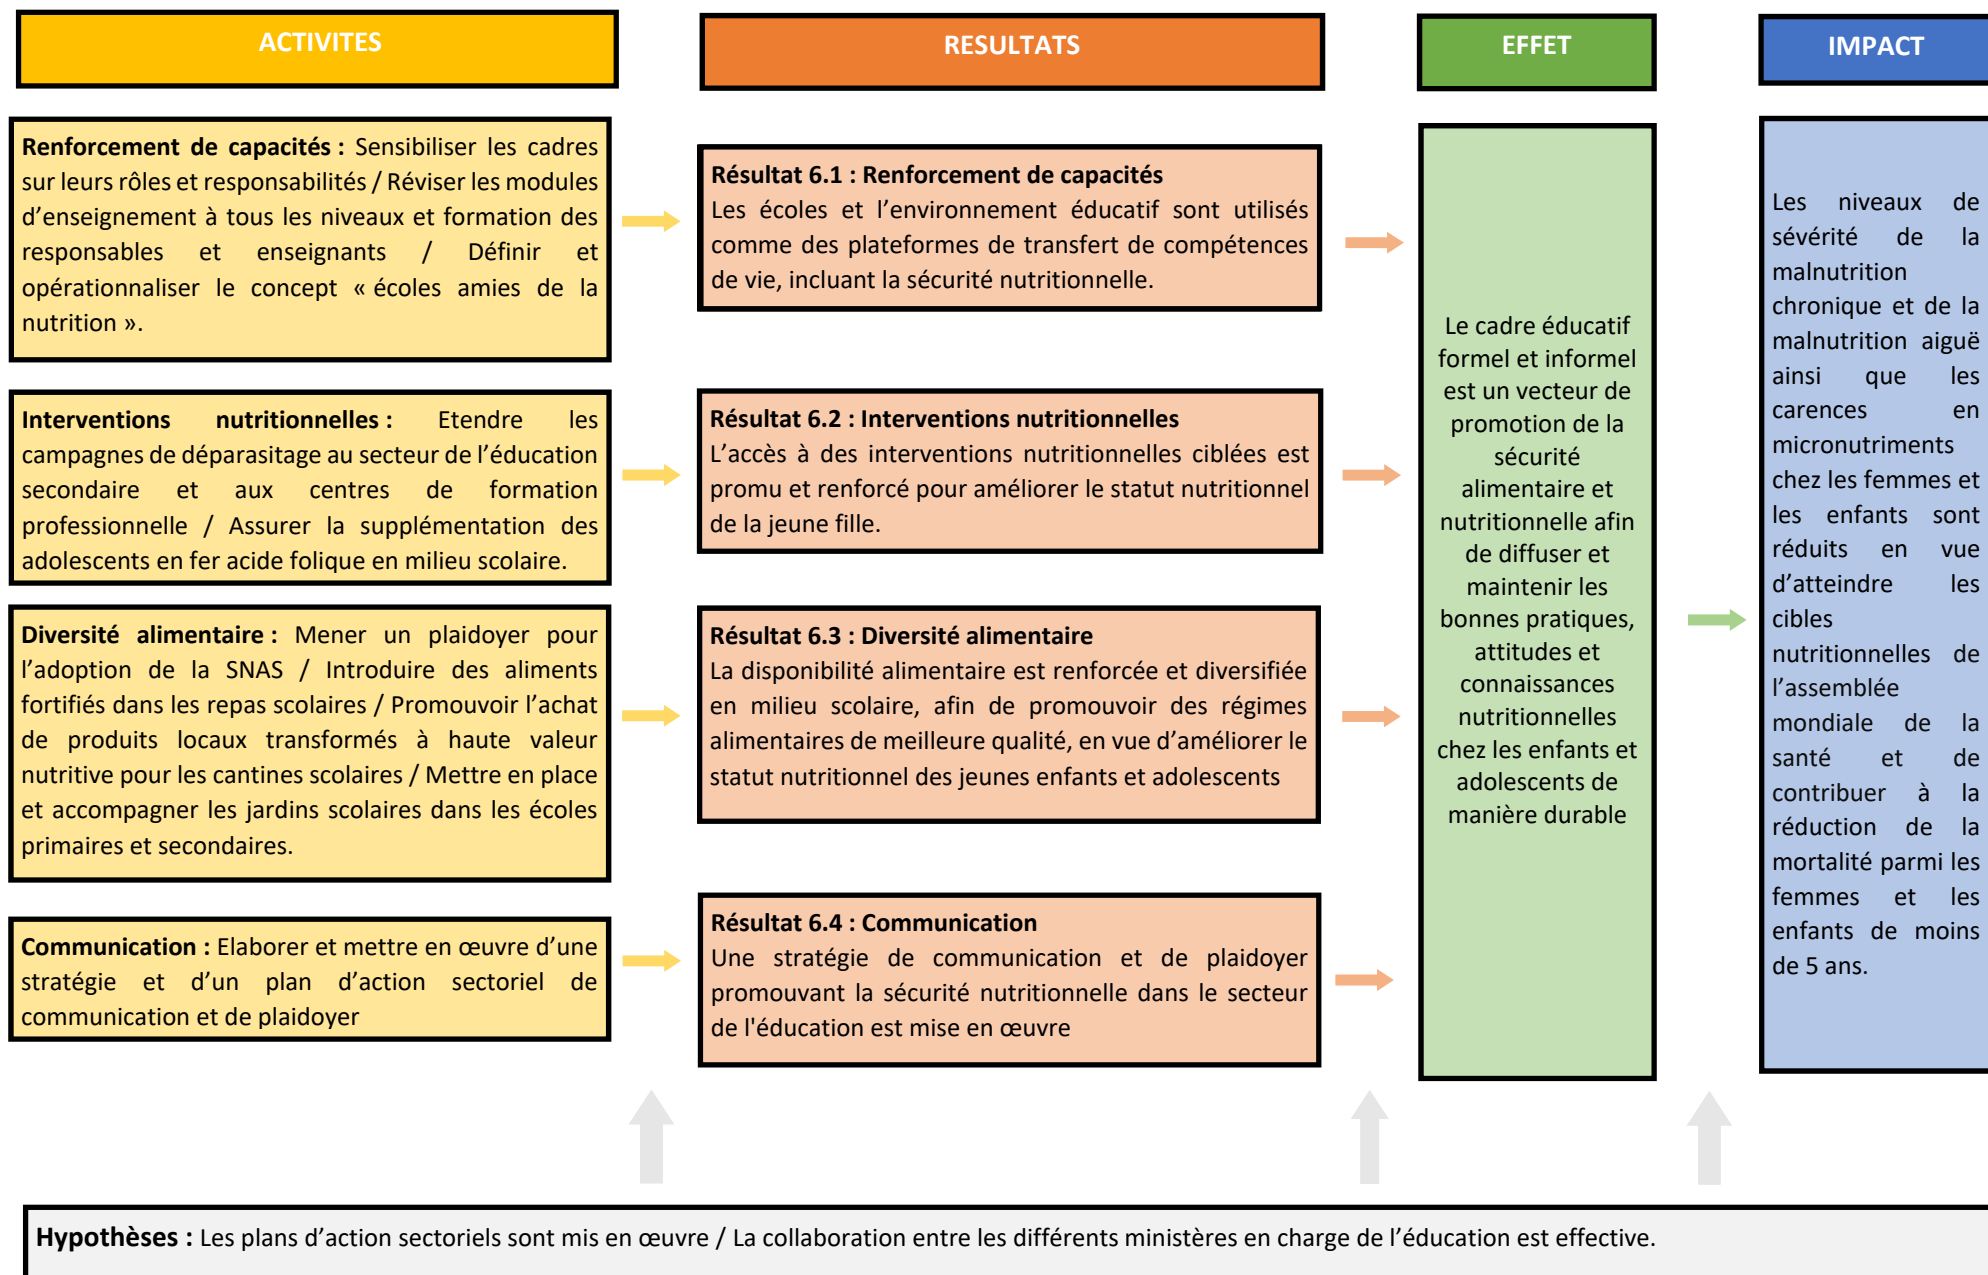 ACTIVITES
RESULTATS
EFFET
IMPACT
Renforcement de capacités : Sensibiliser les cadres
sur leurs rôles et responsabilités / Réviser les modules
d’enseignement à tous les niveaux et formation des
responsables et enseignants / Définir et
opérationnaliser le concept « écoles amies de la
nutrition ».
Interventions nutritionnelles : Etendre les
campagnes de déparasitage au secteur de l’éducation
secondaire et aux centres de formation
professionnelle / Assurer la supplémentation des
adolescents en fer acide folique en milieu scolaire.
Diversité alimentaire : Mener un plaidoyer pour
l’adoption de la SNAS / Introduire des aliments
fortifiés dans les repas scolaires / Promouvoir l’achat
de produits locaux transformés à haute valeur
nutritive pour les cantines scolaires / Mettre en place
et accompagner les jardins scolaires dans les écoles
primaires et secondaires.
Communication : Elaborer et mettre en œuvre d’une
stratégie et d’un plan d’action sectoriel de
communication et de plaidoyer
Résultat 6.1 : Renforcement de capacités
Les écoles et l’environnement éducatif sont utilisés
comme des plateformes de transfert de compétences
de vie, incluant la sécurité nutritionnelle.
Résultat 6.2 : Interventions nutritionnelles
L’accès à des interventions nutritionnelles ciblées est
promu et renforcé pour améliorer le statut nutritionnel
de la jeune fille.
Résultat 6.3 : Diversité alimentaire
La disponibilité alimentaire est renforcée et diversifiée
en milieu scolaire, afin de promouvoir des régimes
alimentaires de meilleure qualité, en vue d’améliorer le
statut nutritionnel des jeunes enfants et adolescents
Résultat 6.4 : Communication
Une stratégie de communication et de plaidoyer
promouvant la sécurité nutritionnelle dans le secteur
de l'éducation est mise en œuvre
Le cadre éducatif
formel et informel
est un vecteur de
promotion de la
sécurité
alimentaire et
nutritionnelle afin
de diffuser et
maintenir les
bonnes pratiques,
attitudes et
connaissances
nutritionnelles
chez les enfants et
adolescents de
manière durable
Les niveaux de
sévérité de la
malnutrition
chronique et de la
malnutrition aiguë
ainsi que les
carences en
micronutriments
chez les femmes et
les enfants sont
réduits en vue
d’atteindre les
cibles
nutritionnelles de
l’assemblée
mondiale de la
santé et de
contribuer à la
réduction de la
mortalité parmi les
femmes et les
enfants de moins
de 5 ans.
Hypothèses : Les plans d’action sectoriels sont mis en œuvre / La collaboration entre les différents ministères en charge de l’éducation est effective.